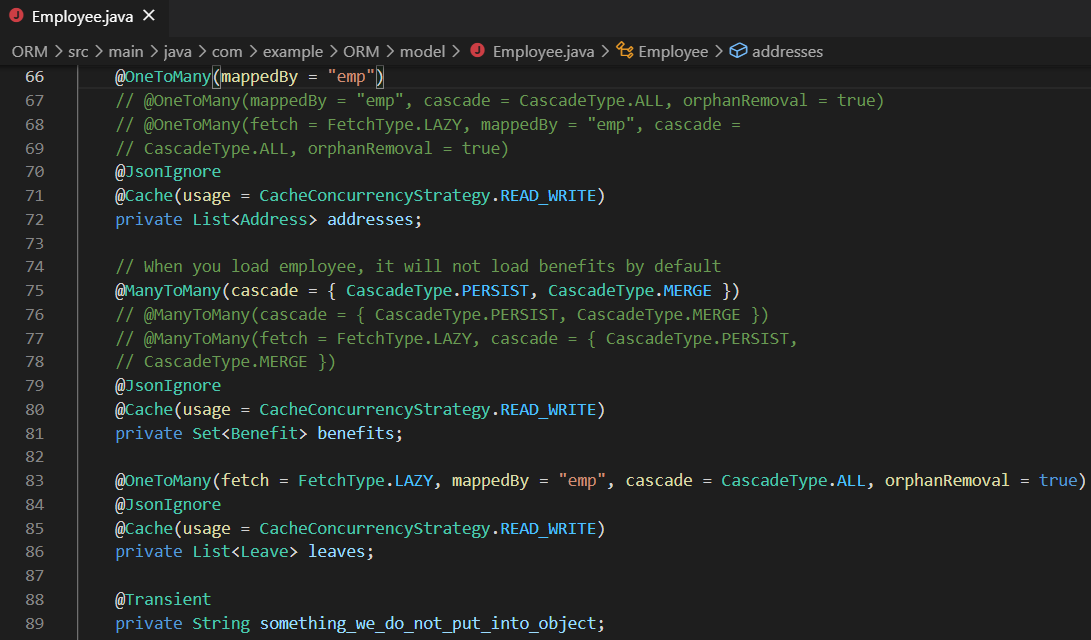 Employee.java ×
ORM > src > main > java > com > example > ORM > model > Employee.java > Employee > addresses
66 @OneToMany(mappedBy = "emp")
67 // @OneToMany(mappedBy = "emp", cascade = CascadeType.ALL, orphanRemoval = true)
68 // @OneToMany(fetch = FetchType.LAZY, mappedBy = "emp", cascade =
69 // CascadeType.ALL, orphanRemoval = true)
70 @JsonIgnore
71 @Cache(usage = CacheConcurrencyStrategy.READ_WRITE)
72 private List<Address> addresses;
73
74 // When you load employee, it will not load benefits by default
75 @ManyToMany(cascade = { CascadeType.PERSIST, CascadeType.MERGE })
76 // @ManyToMany(cascade = { CascadeType.PERSIST, CascadeType.MERGE })
77 // @ManyToMany(fetch = FetchType.LAZY, cascade = { CascadeType.PERSIST,
78 // CascadeType.MERGE })
79 @JsonIgnore
80 @Cache(usage = CacheConcurrencyStrategy.READ_WRITE)
81 private Set<Benefit> benefits;
82
83 @OneToMany(fetch = FetchType.LAZY, mappedBy = "emp", cascade = CascadeType.ALL, orphanRemoval = true)
84 @JsonIgnore
85 @Cache(usage = CacheConcurrencyStrategy.READ_WRITE)
86 private List<Leave> leaves;
87
88 @Transient
89 private String something_we_do_not_put_into_object;